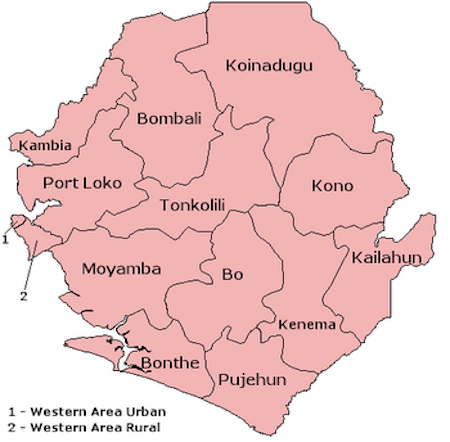 Koinadugu
Bombali
Kambia
Port Loko
Kono
Tonkolili
1
Kailahun
Moyamba
Bo
2
Kenema
Bonthe
Pujehun
1 - Western Area Urban
2 - Western Area Rural